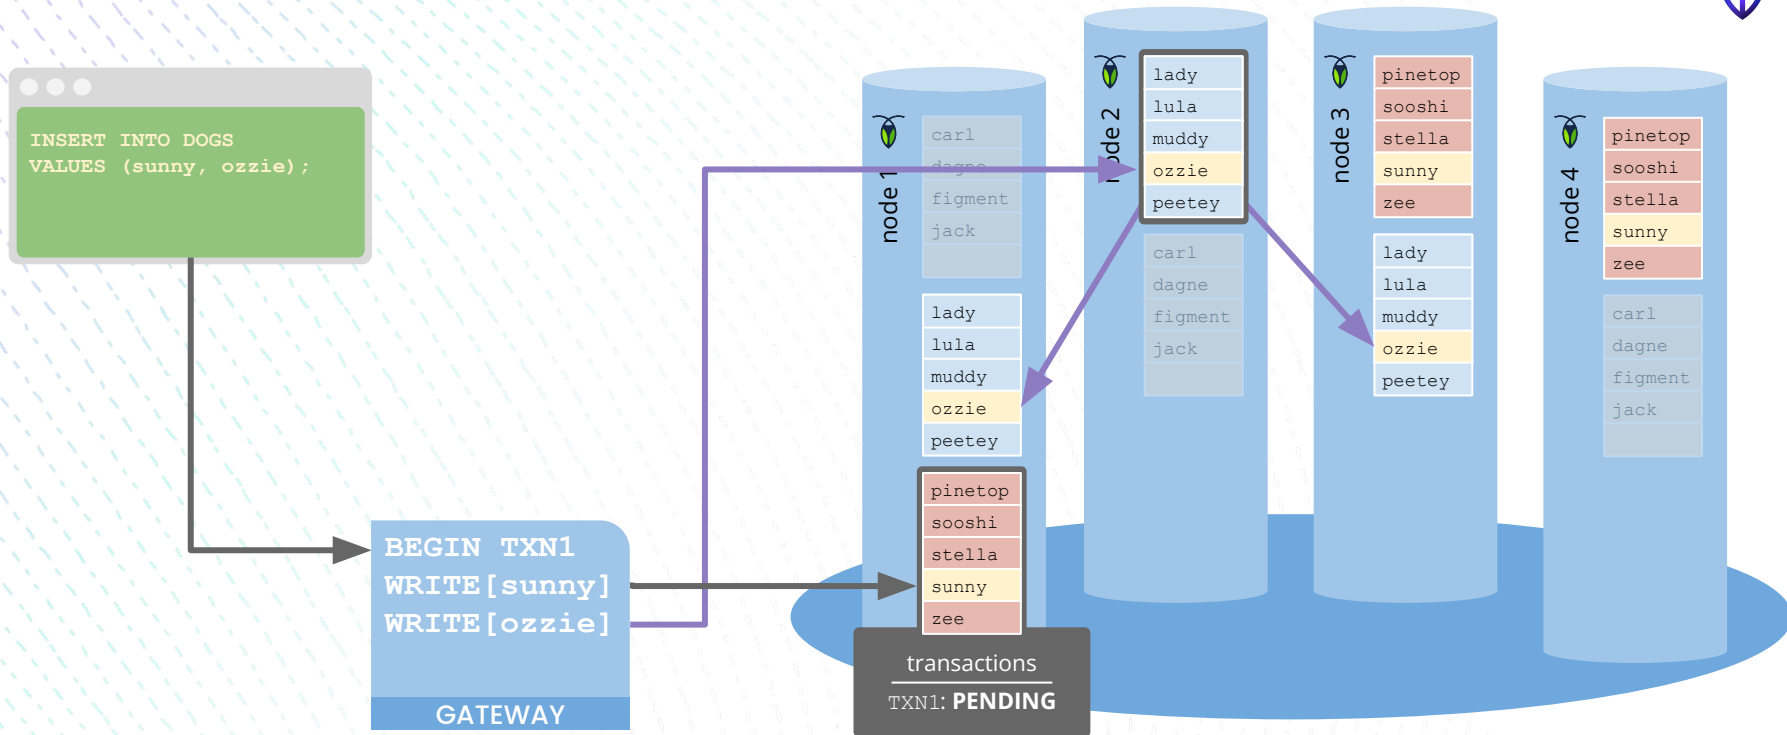 INSERT INTO DOGS
VALUES (sunny, ozzie);
BEGIN TXN1
WRITE[sunny]
WRITE[ozzie]
GATEWAY
node 1
carl
dagne
figment
jack
lady
lula
muddy
ozzie
peetey
pinetop
sooshi
stella
sunny
zee
transactions
TXN1: PENDING
node 2
lady
lula
muddy
ozzie
peetey
carl
dagne
figment
jack
node 3
pinetop
sooshi
stella
sunny
zee
lady
lula
muddy
ozzie
peetey
node 4
pinetop
sooshi
stella
sunny
zee
carl
dagne
figment
jack